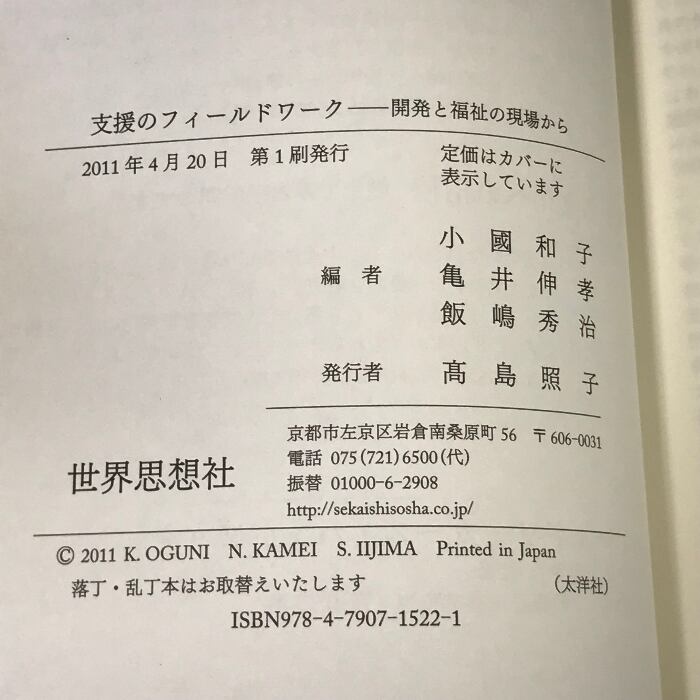 支援のフィールドワーク──開発と福祉の現場から
2011年4月20日　第1刷発行
定価はカバーに
表示しています
編　者
小　國　和　子
亀　井　伸　孝
飯　嶋　秀　治
発行者　髙　島　照　子
世界思想社
京都市左京区岩倉南桑原町56　〒606-0031
電話 075(721)6500(代)
振替 01000-6-2908
http://sekaishisosha.co.jp/
© 2011 K. OGUNI　N. KAMEI　S. IIJIMA　Printed in Japan
落丁・乱丁本はお取替えいたします　（太洋社）
ISBN978-4-7907-1522-1